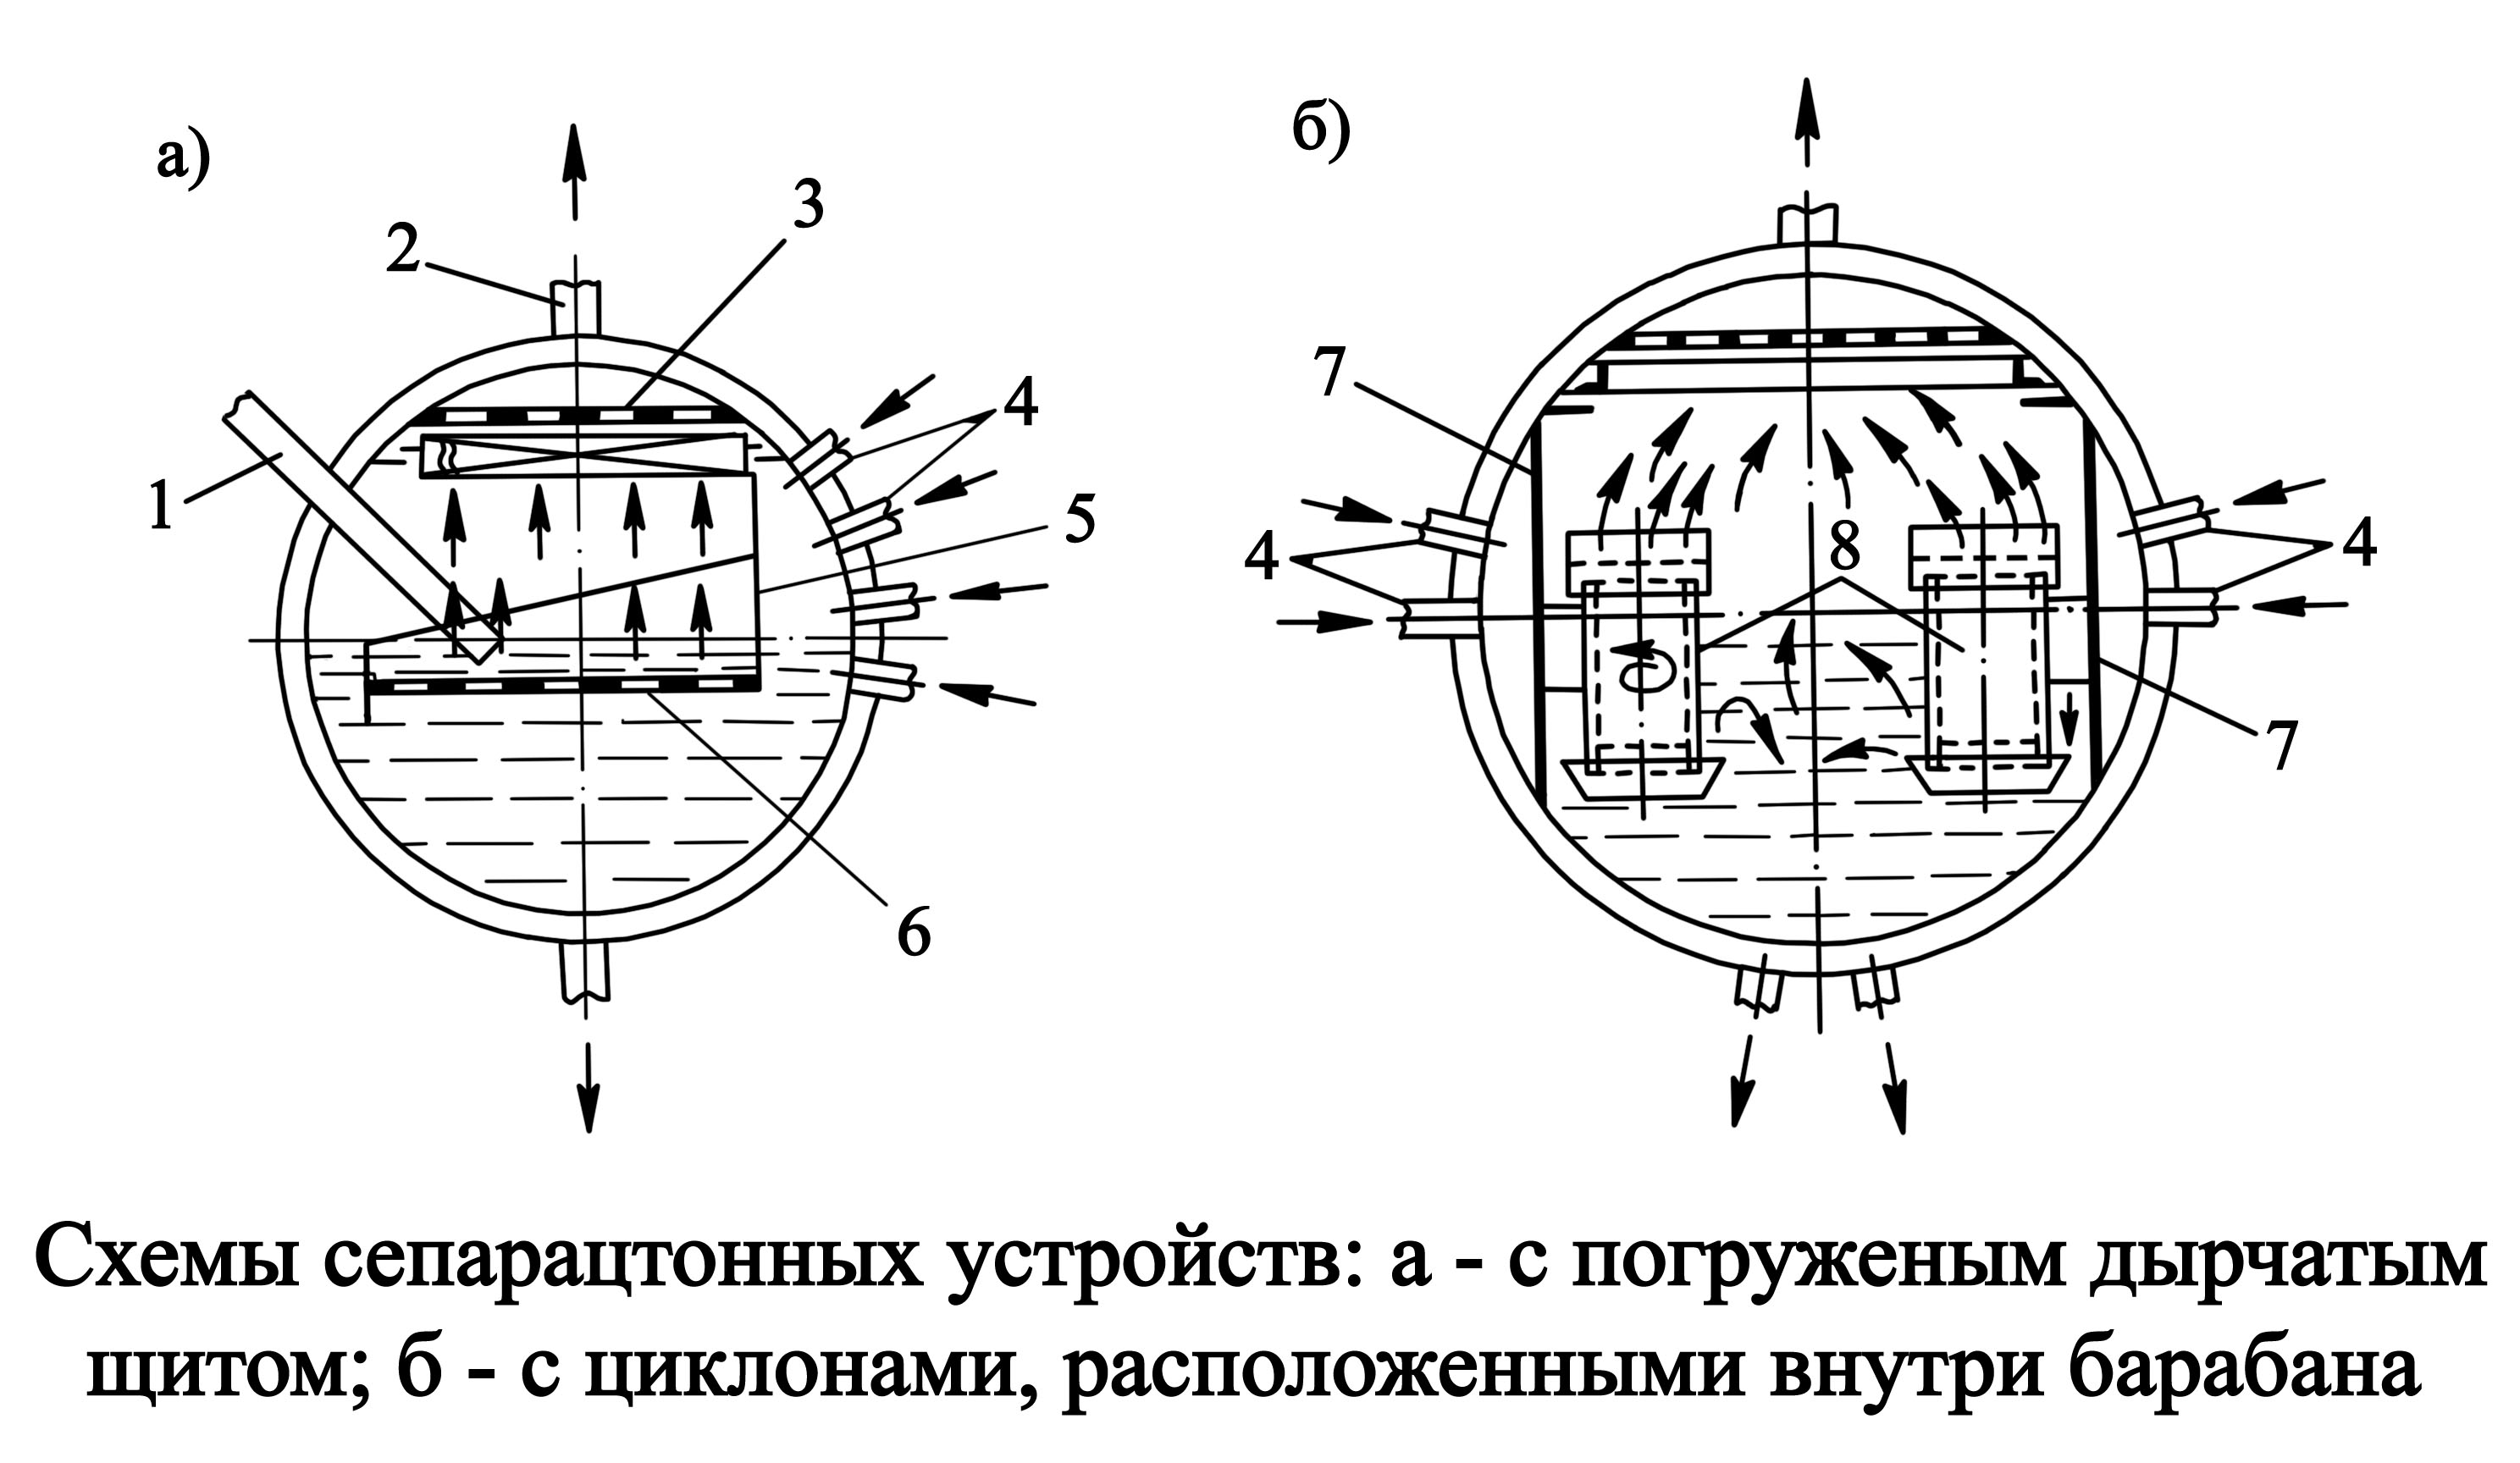 а)
б)
2
3
1
4
5
6
7
4
8
4
7
Схемы сепарацтонных устройств: а - с погруженым дырчатым
щитом; б - с циклонами, расположенными внутри барабана